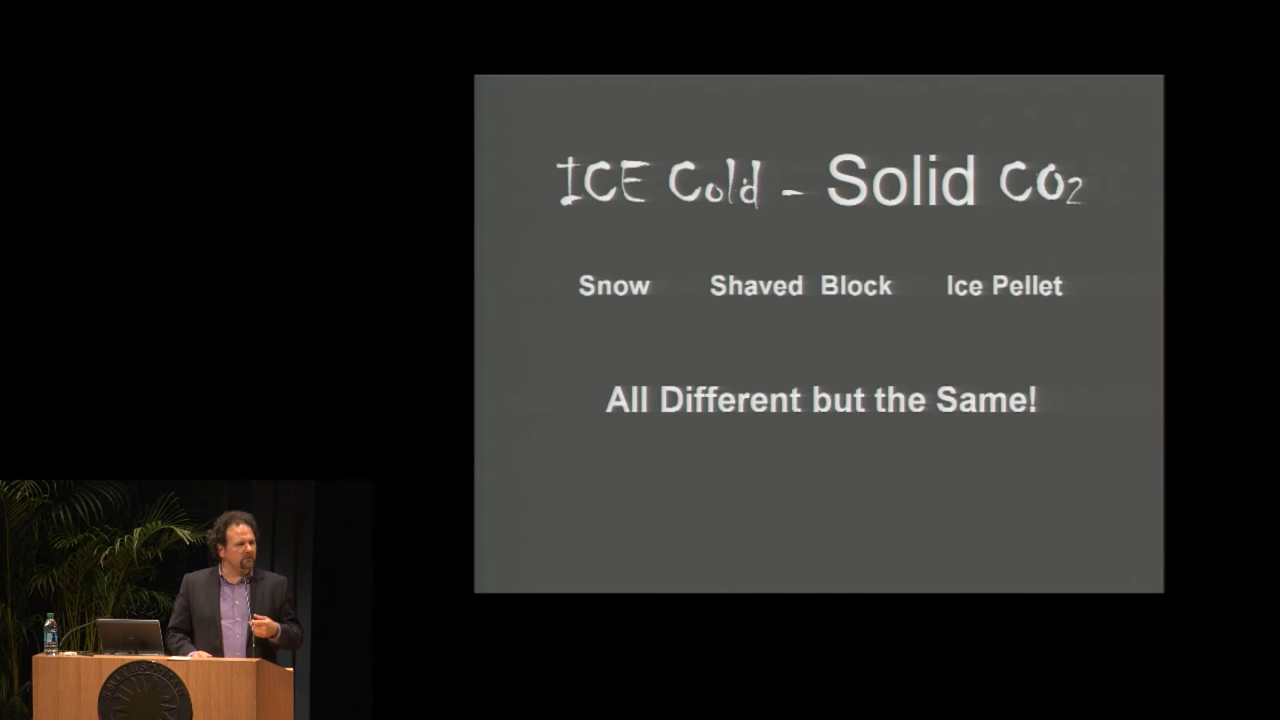 ICE Cold - Solid CO₂
Snow Shaved Block Ice Pellet
All Different but the Same!